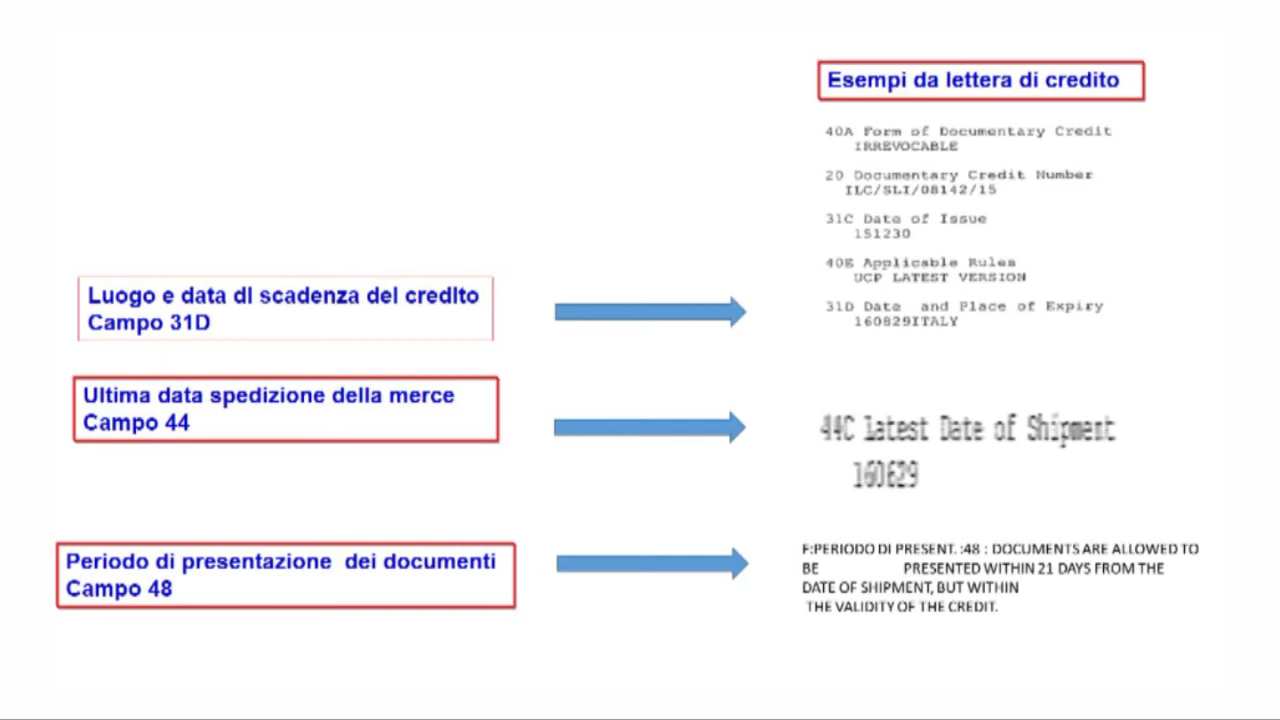 Esempi da lettera di credito
40A Form of Documentary Credit
IRREVOCABLE
20 Documentary Credit Number
ILC/SLI/08142/15
31C Date of Issue
151230
40E Applicable Rules
UCP LATEST VERSION
31D Date and Place of Expiry
160829ITALY
Luogo e data di scadenza del credito
Campo 31D
Ultima data spedizione della merce
Campo 44
44C Latest Date of Shipment
160629
Periodo di presentazione dei documenti
Campo 48
F:PERIODO DI PRESENT. :48 : DOCUMENTS ARE ALLOWED TO
BE PRESENTED WITHIN 21 DAYS FROM THE
DATE OF SHIPMENT, BUT WITHIN
THE VALIDITY OF THE CREDIT.